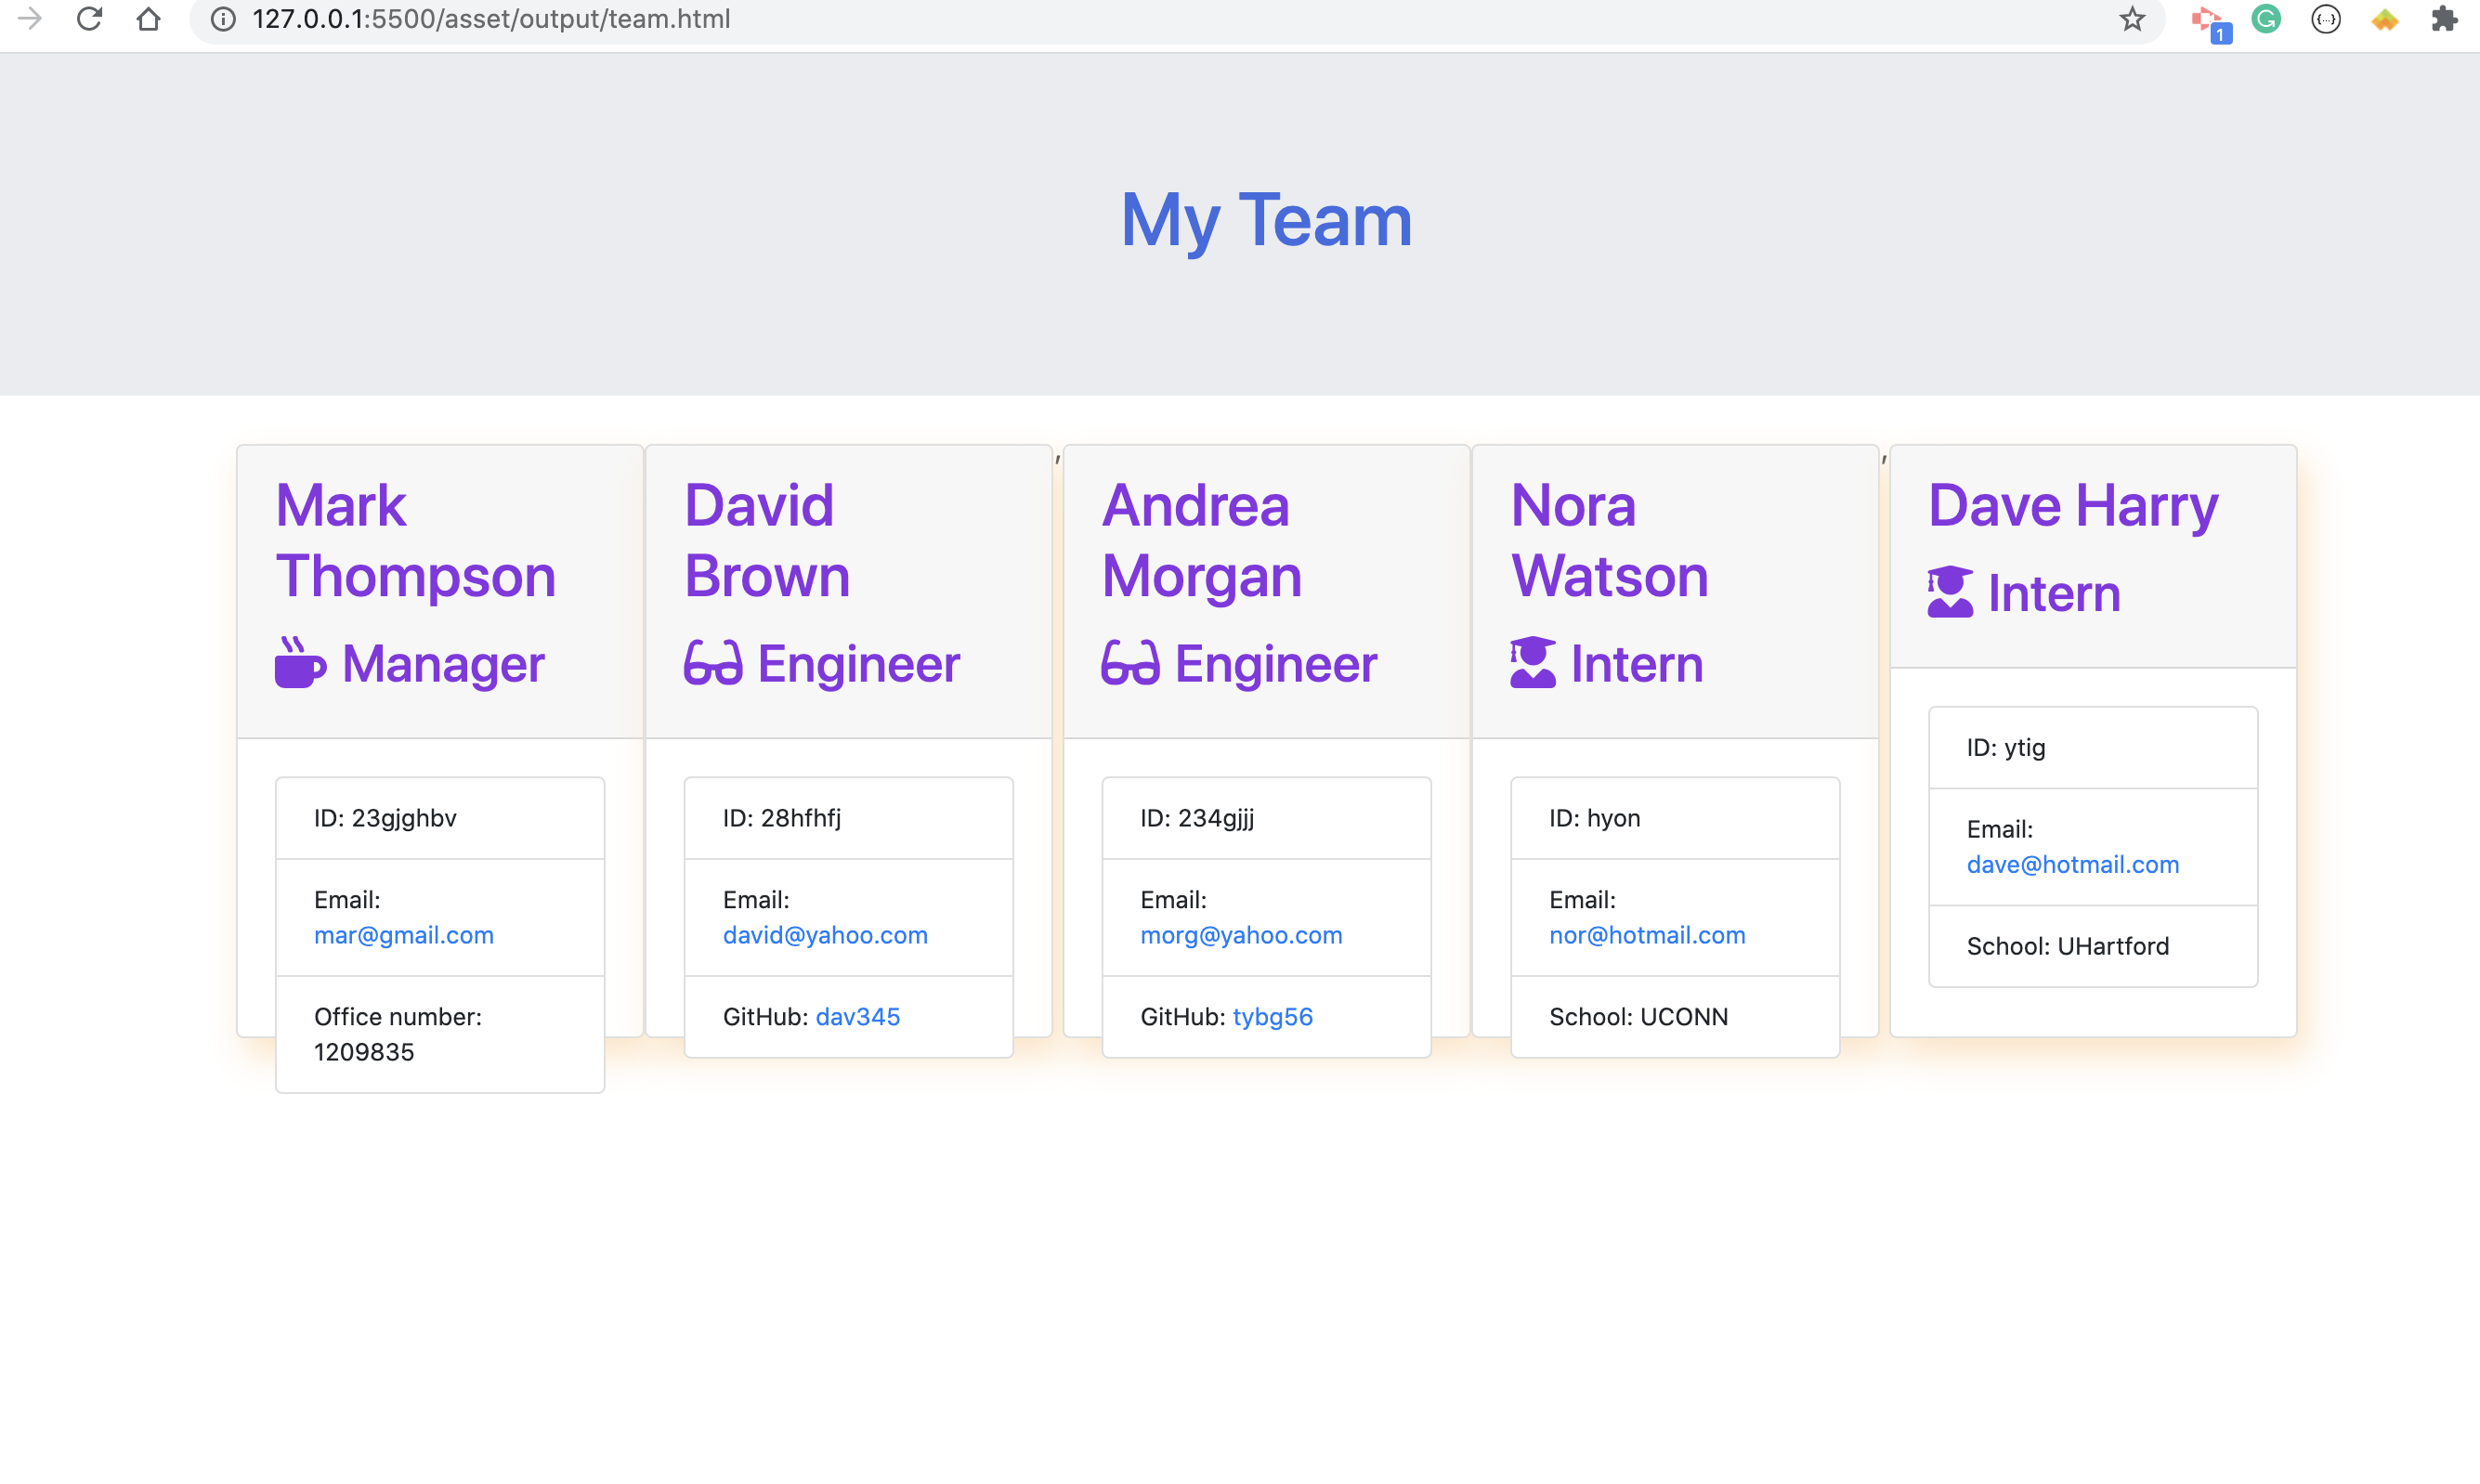 127.0.0.1:5500/asset/output/team.html
1
My Team
Mark
Thompson
Manager
ID: 23gjghbv
Email:
mar@gmail.com
Office number:
1209835
David
Brown
Engineer
ID: 28hfhfj
Email:
david@yahoo.com
GitHub: dav345
,
Andrea
Morgan
Engineer
ID: 234gjjj
Email:
morg@yahoo.com
GitHub: tybg56
Nora
Watson
Intern
ID: hyon
Email:
nor@hotmail.com
School: UCONN
,
Dave Harry
Intern
ID: ytig
Email:
dave@hotmail.com
School: UHartford